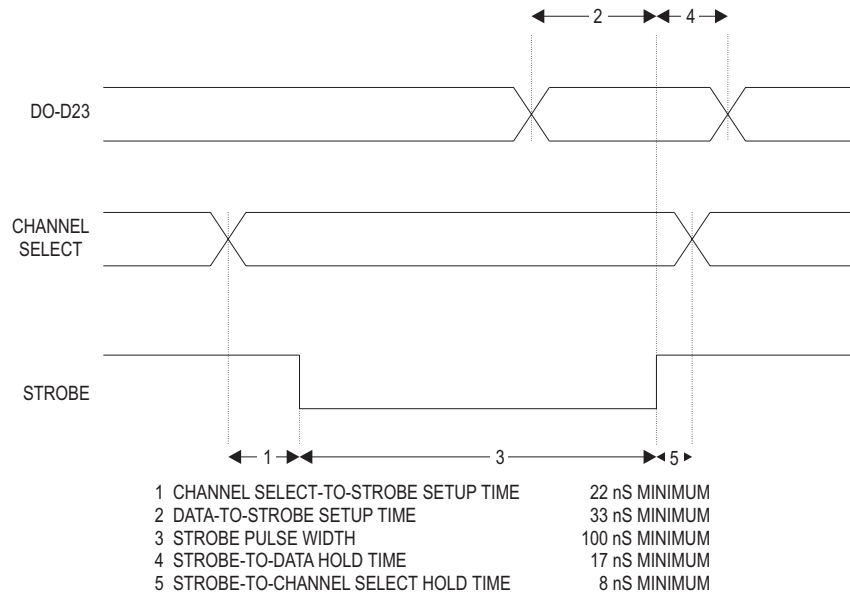 2 4
DO-D23
CHANNEL
SELECT
STROBE
1 3 5
1 CHANNEL SELECT-TO-STROBE SETUP TIME 22 nS MINIMUM
2 DATA-TO-STROBE SETUP TIME 33 nS MINIMUM
3 STROBE PULSE WIDTH 100 nS MINIMUM
4 STROBE-TO-DATA HOLD TIME 17 nS MINIMUM
5 STROBE-TO-CHANNEL SELECT HOLD TIME 8 nS MINIMUM